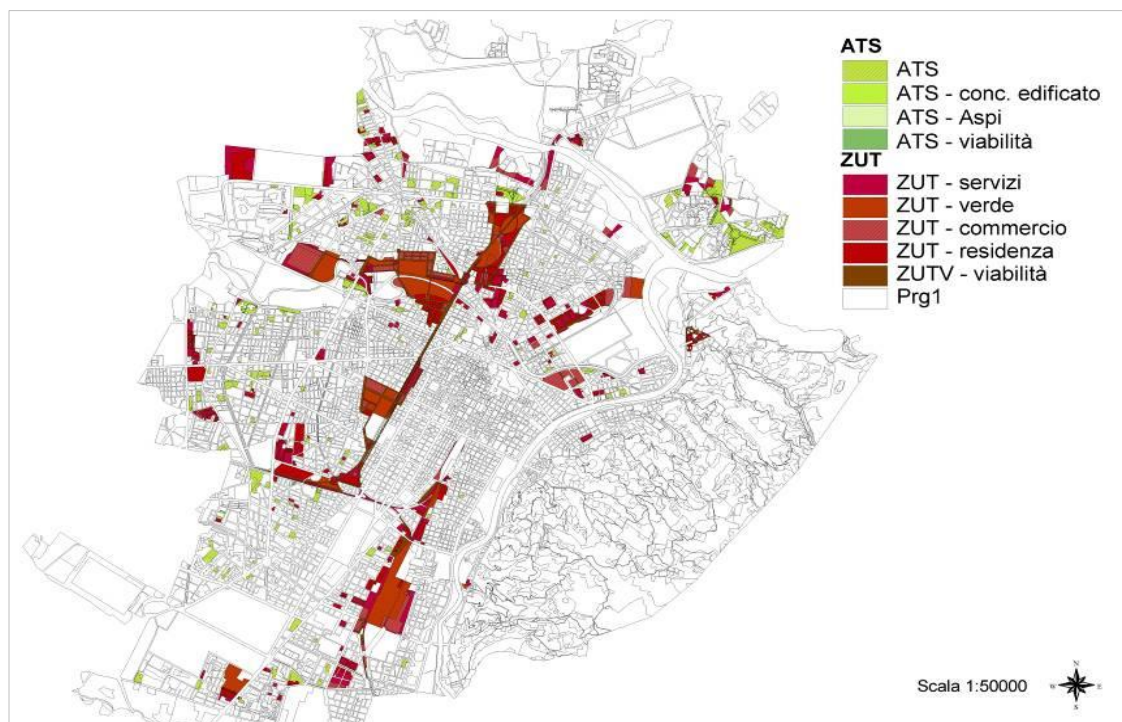 ATS
ATS
ATS - conc. edificato
ATS - Aspi
ATS - viabilità
ZUT
ZUT - servizi
ZUT - verde
ZUT - commercio
ZUT - residenza
ZUTV - viabilità
Prg1
Scala 1:50000
N
W E
S